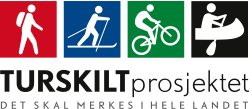 TURSKILTprosjektet
DET SKAL MERKES I HELE LANDET